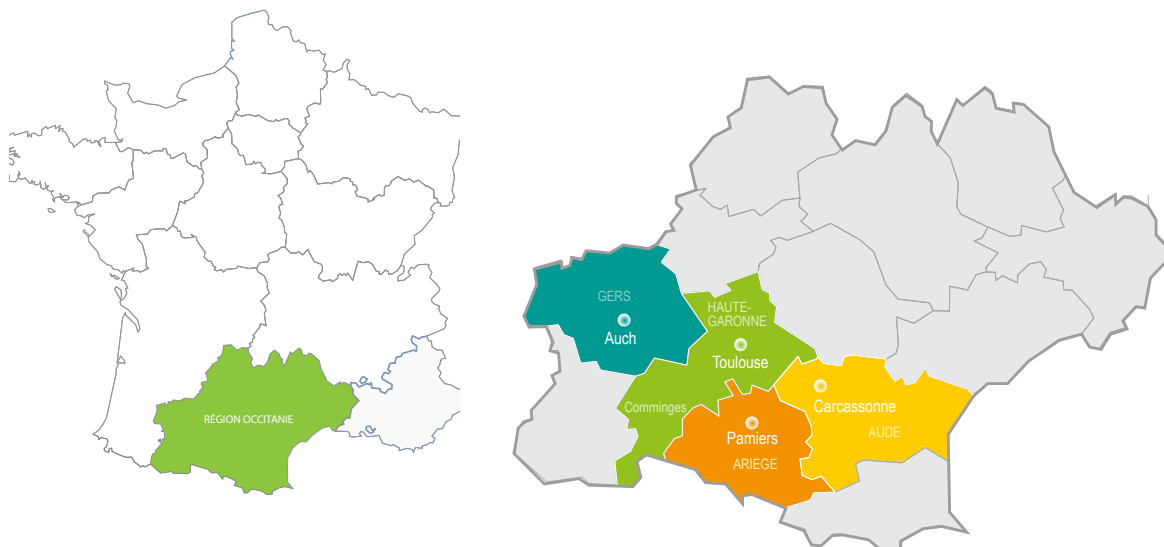 RÉGION OCCITANIE
GERS
Auch
HAUTE-
GARONNE
Toulouse
Comminges
Carcassonne
AUDE
Pamiers
ARIEGE